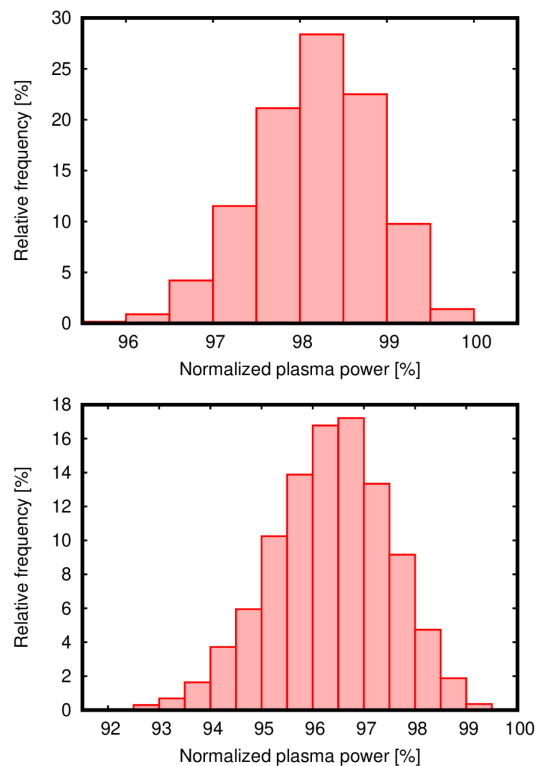 30
25
20
15
10
5
0
Relative frequency [%]
96 97 98 99 100
Normalized plasma power [%]
18
16
14
12
10
8
6
4
2
0
Relative frequency [%]
92 93 94 95 96 97 98 99 100
Normalized plasma power [%]